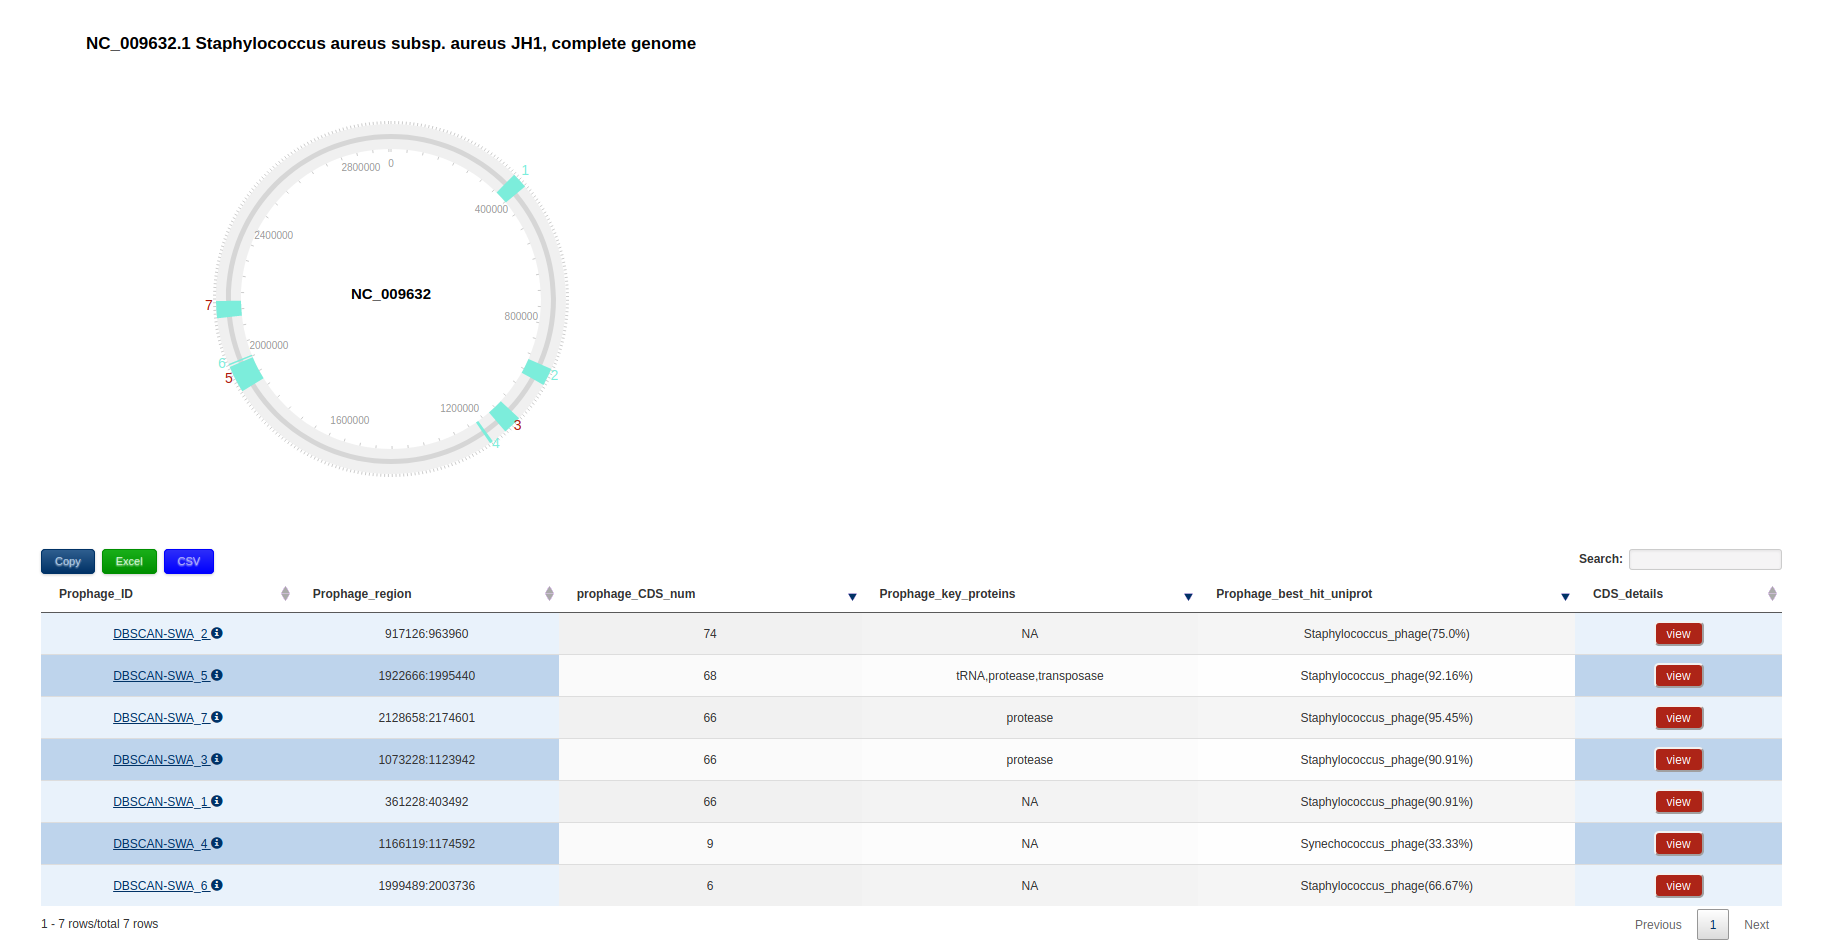 NC_009632.1 Staphylococcus aureus subsp. aureus JH1, complete genome
0
2800000
1
400000
2400000
NC_009632
7
800000
2000000
6
5
2
1200000
1600000
3
4
Copy Excel CSV Search:
Prophage_ID Prophage_region prophage_CDS_num Prophage_key_proteins Prophage_best_hit_uniprot CDS_details
DBSCAN-SWA_2 917126:963960 74 NA Staphylococcus_phage(75.0%) view
DBSCAN-SWA_5 1922666:1995440 68 tRNA,protease,transposase Staphylococcus_phage(92.16%) view
DBSCAN-SWA_7 2128658:2174601 66 protease Staphylococcus_phage(95.45%) view
DBSCAN-SWA_3 1073228:1123942 66 protease Staphylococcus_phage(90.91%) view
DBSCAN-SWA_1 361228:403492 66 NA Staphylococcus_phage(90.91%) view
DBSCAN-SWA_4 1166119:1174592 9 NA Synechococcus_phage(33.33%) view
DBSCAN-SWA_6 1999489:2003736 6 NA Staphylococcus_phage(66.67%) view
1 - 7 rows/total 7 rows Previous 1 Next